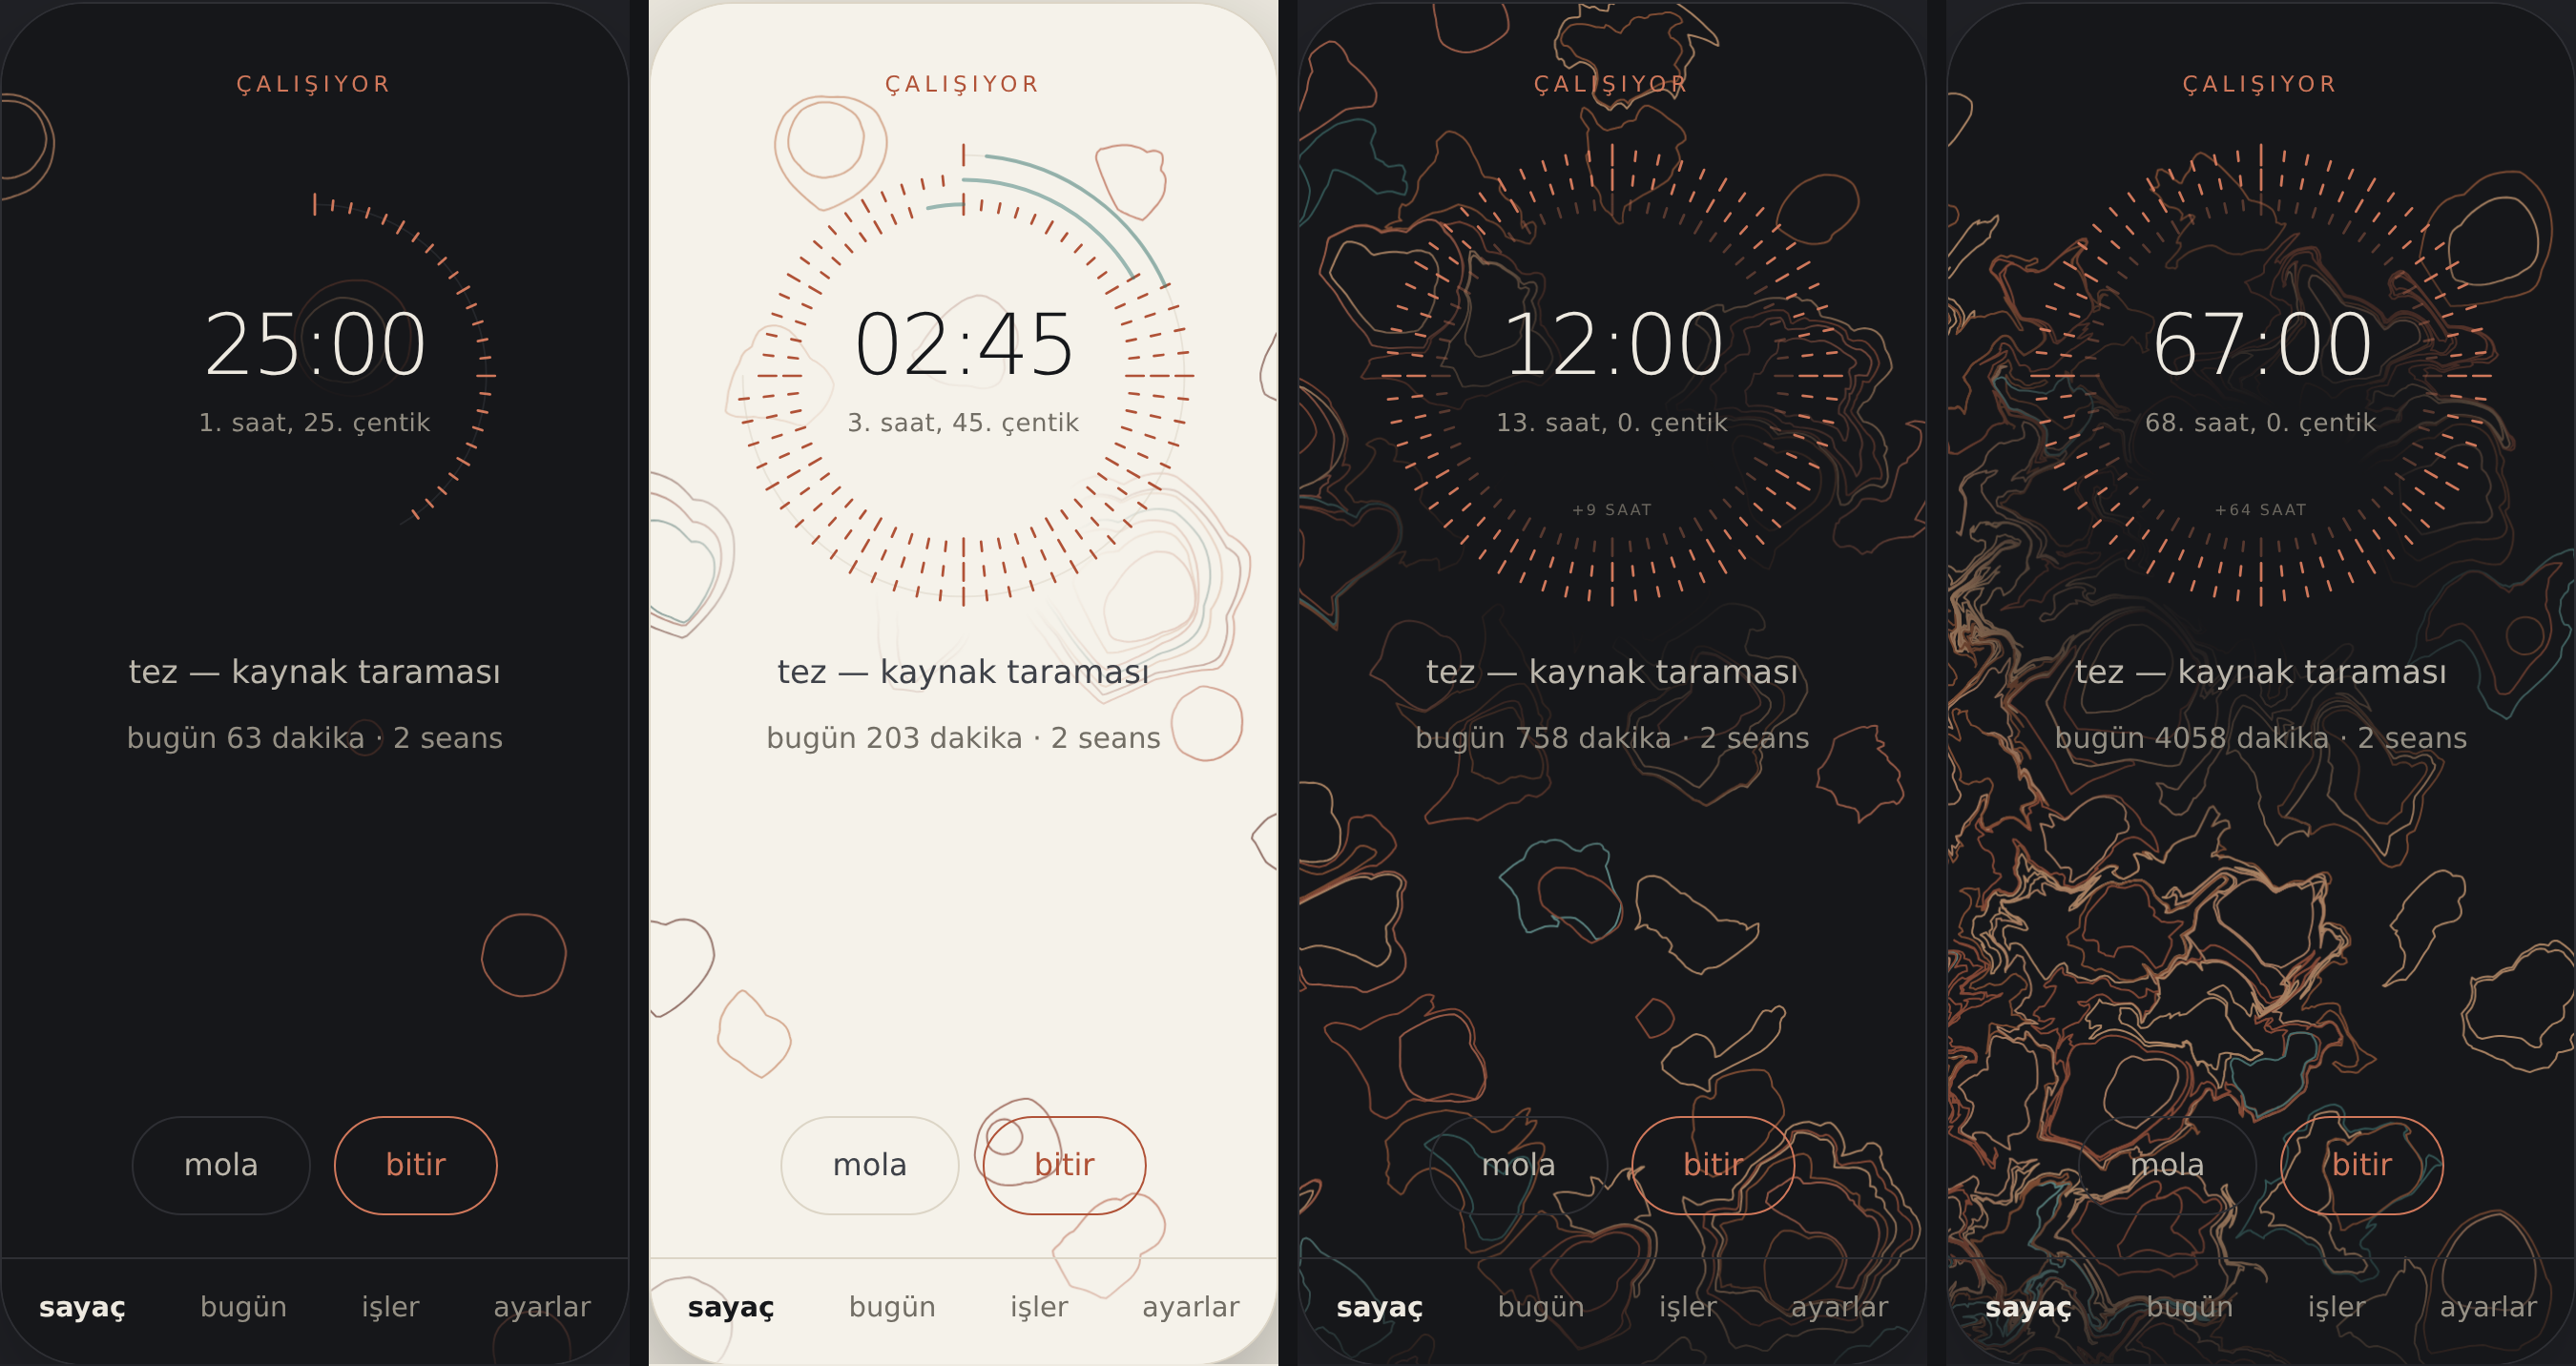 ÇALIŞIYOR
25:00
1. saat, 25. çentik
tez — kaynak taraması
bugün 63 dakika · 2 seans
mola
bitir
sayaç
bugün
işler
ayarlar
ÇALIŞIYOR
02:45
3. saat, 45. çentik
tez — kaynak taraması
bugün 203 dakika · 2 seans
mola
bitir
sayaç
bugün
işler
ayarlar
ÇALIŞIYOR
12:00
13. saat, 0. çentik
+9 SAAT
tez — kaynak taraması
bugün 758 dakika · 2 seans
mola
bitir
sayaç
bugün
işler
ayarlar
ÇALIŞIYOR
67:00
68. saat, 0. çentik
+64 SAAT
tez — kaynak taraması
bugün 4058 dakika · 2 seans
mola
bitir
sayaç
bugün
işler
ayarlar